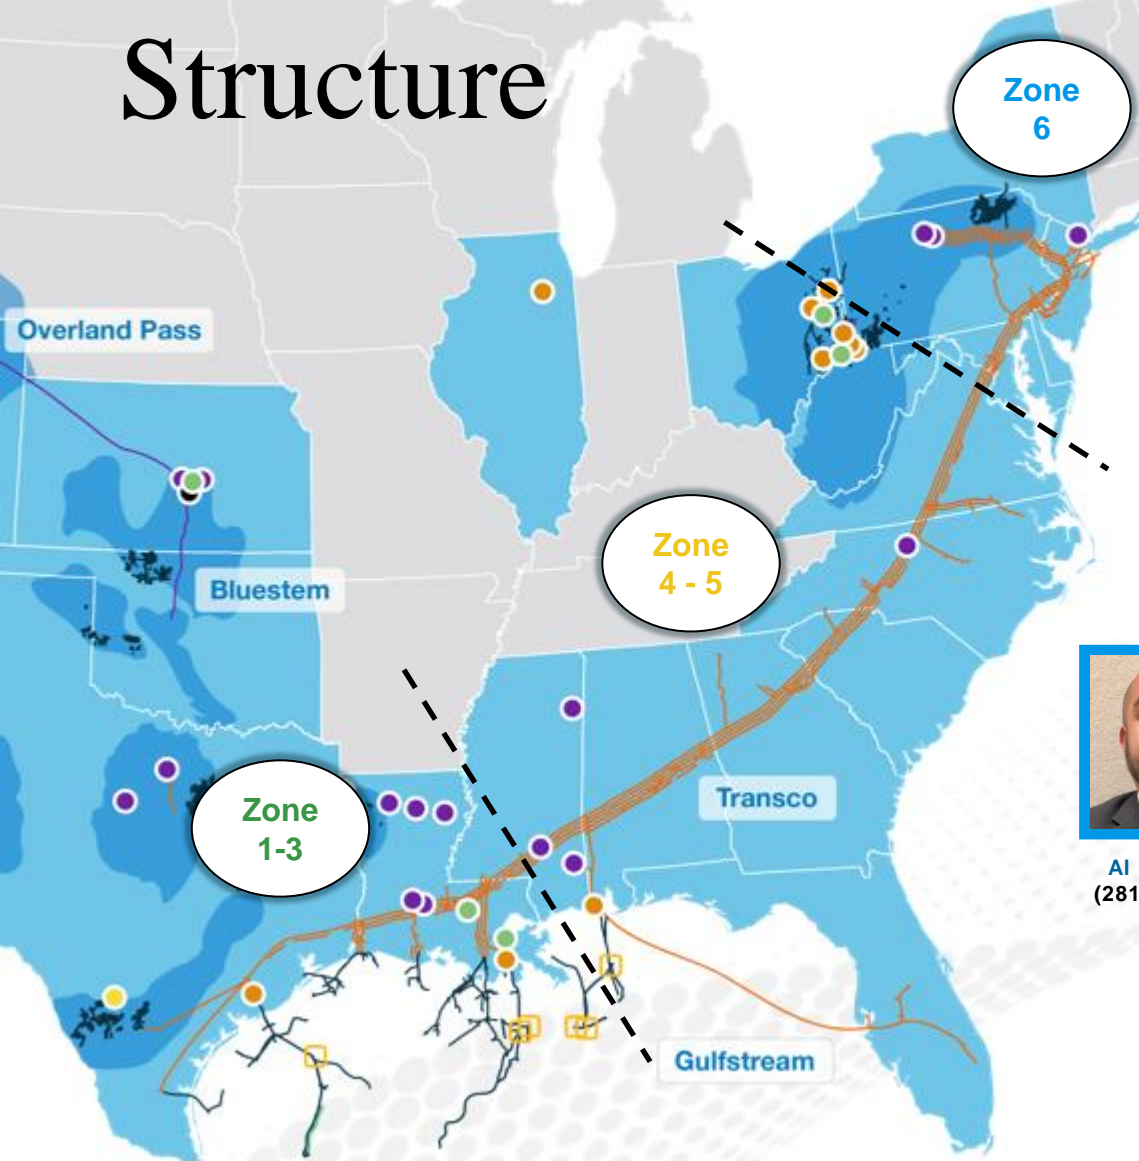 Structure
Zone
6
Overland Pass
Zone
4 - 5
Bluestem
Zone
1-3
Transco
Al
(281
Gulfstream